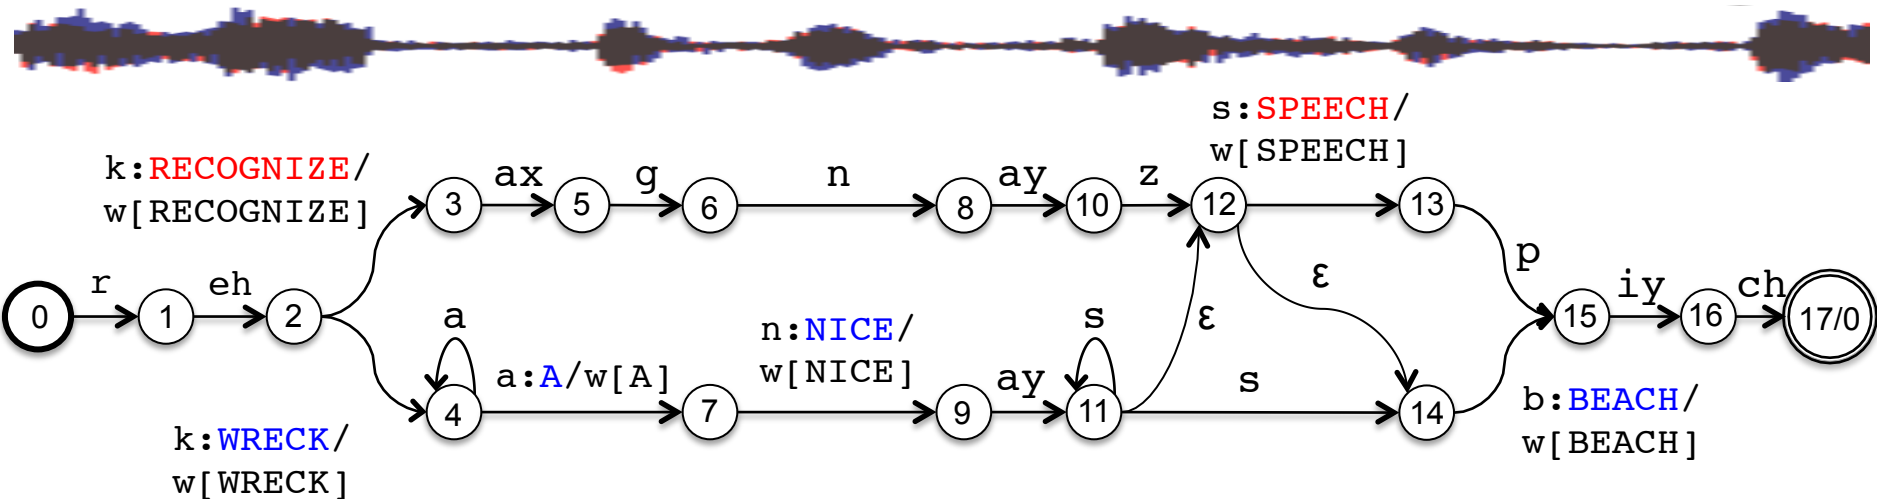 s:SPEECH/
w[SPEECH]
k:RECOGNIZE/
w[RECOGNIZE]
ax g n ay z
3 5 6 8 10 12 13
p
ε
ε
r eh
iy ch
0 1 2
15 16 17/0
a
n:NICE/
w[NICE]
s
a:A/w[A]
ay s
4 7 9 11 14
b:BEACH/
w[BEACH]
k:WRECK/
w[WRECK]